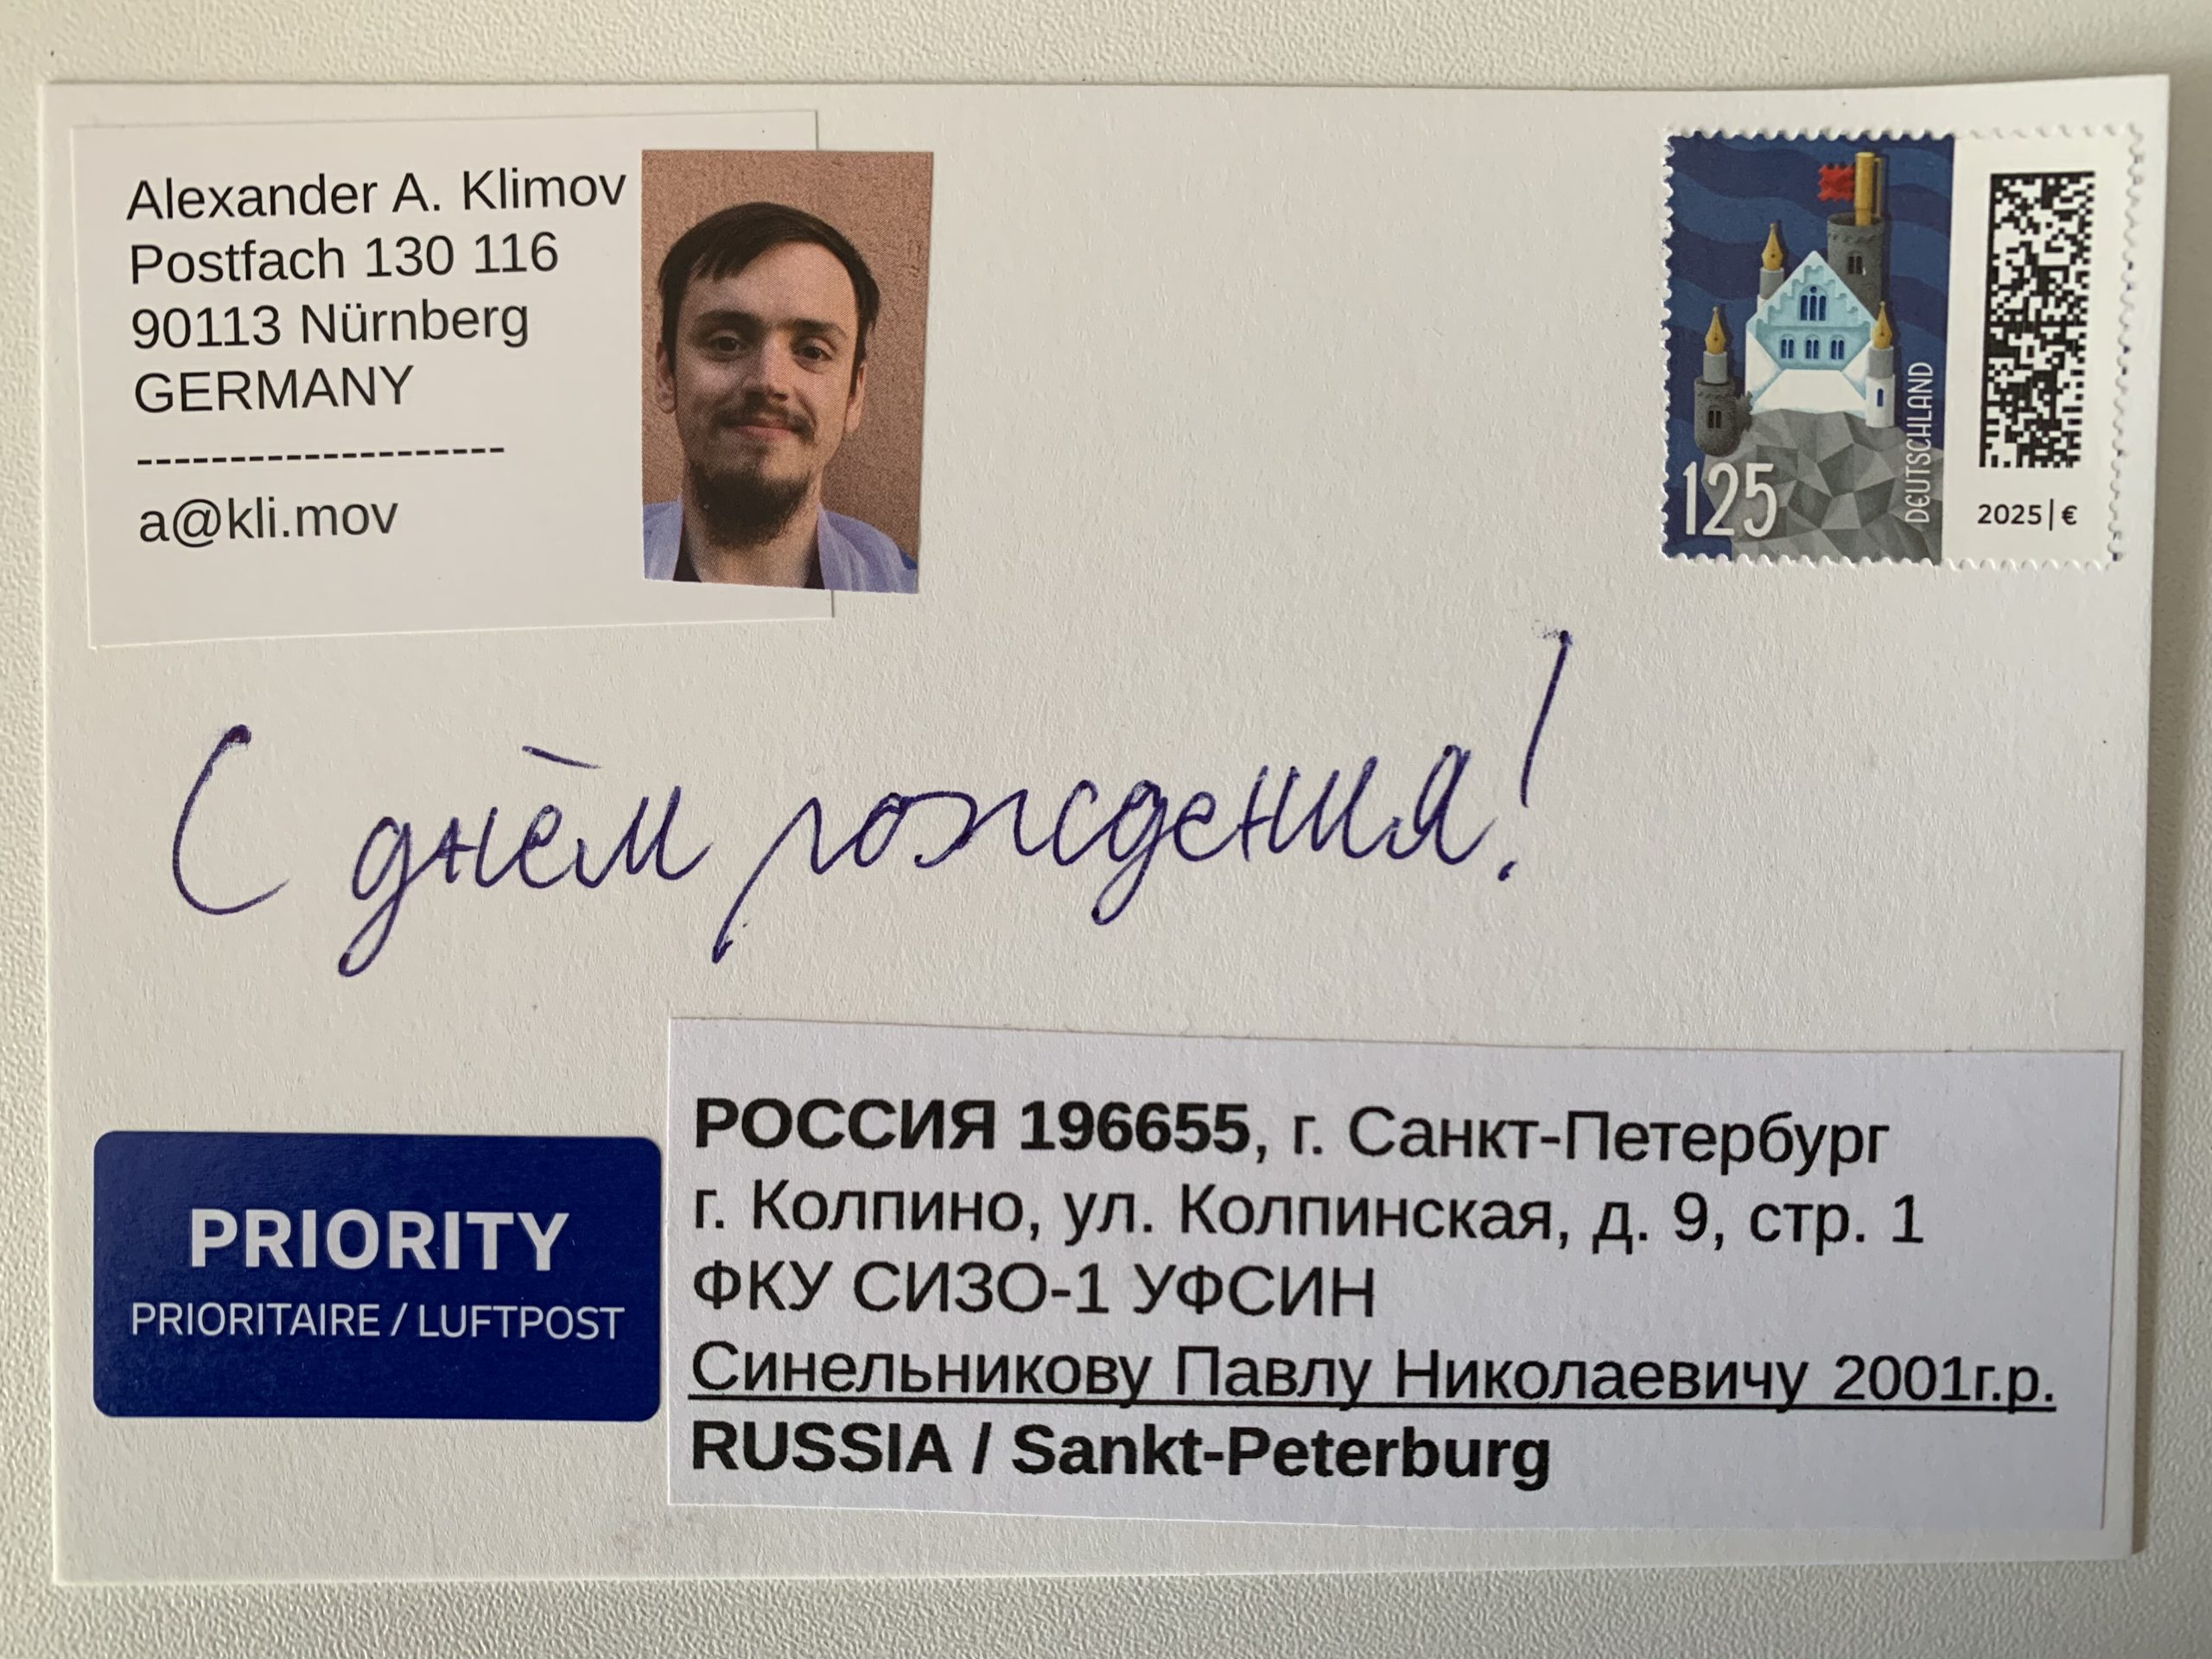 Alexander A. Klimov
Postfach 130 116
90113 Nürnberg
GERMANY
--------------------
a@kli.mov
125
DEUTSCHLAND
2025|€
С днём рождения!
PRIORITY
PRIORITAIRE / LUFTPOST
РОССИЯ 196655, г. Санкт-Петербург
г. Колпино, ул. Колпинская, д. 9, стр. 1
ФКУ СИЗО-1 УФСИН
Синельникову Павлу Николаевичу 2001г.р.
RUSSIA / Sankt-Peterburg